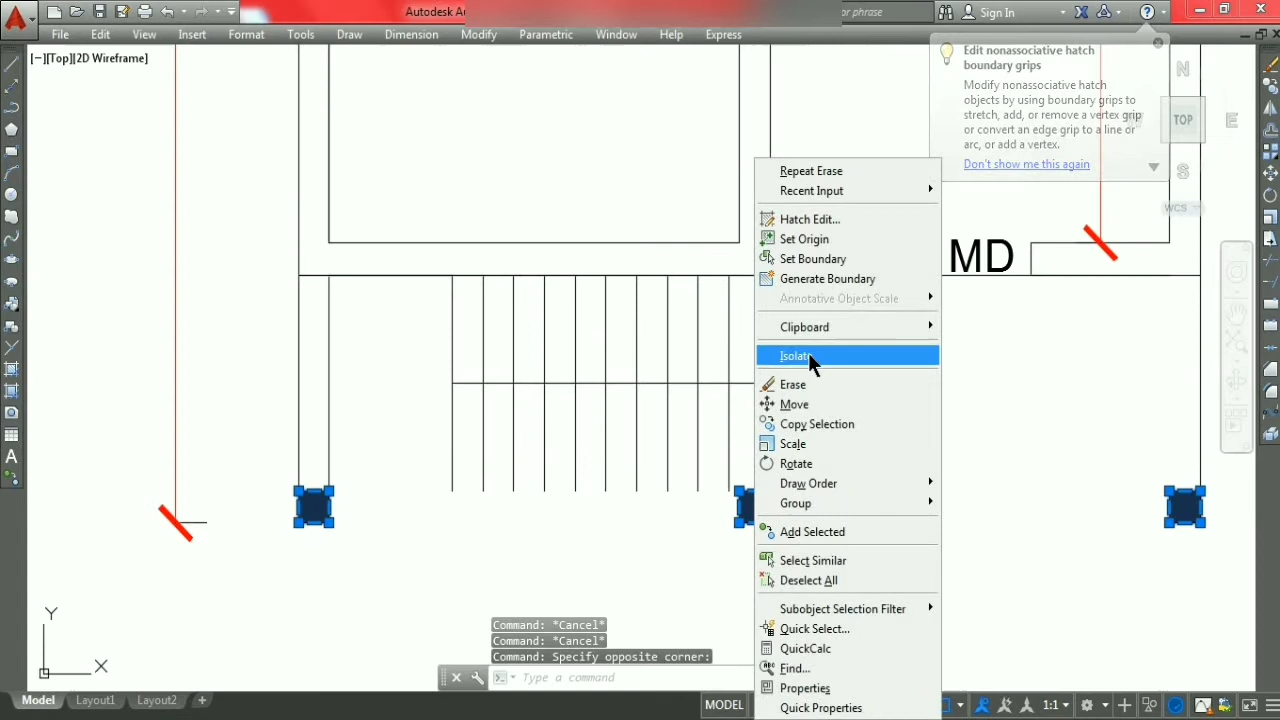 Autodesk Au
or phrase
Sign In
File Edit View Insert Format Tools Draw Dimension Modify Parametric Window Help Express
[−][Top][2D Wireframe]
Edit nonassociative hatch
boundary grips
Modify nonassociative hatch
objects by using boundary grips to
stretch, add, or remove a vertex grip
or convert an edge grip to a line or
arc, or add a vertex.
Don't show me this again
N
TOP
E
S
WCS
Repeat Erase
Recent Input
Hatch Edit...
Set Origin
Set Boundary
Generate Boundary
Annotative Object Scale
Clipboard
Isolate
Erase
Move
Copy Selection
Scale
Rotate
Draw Order
Group
Add Selected
Select Similar
Deselect All
Subobject Selection Filter
Quick Select...
QuickCalc
Find...
Properties
Quick Properties
MD
A
Y
X
Command: *Cancel*
Command: *Cancel*
Command: Specify opposite corner:
Type a command
Model Layout1 Layout2 +
MODEL
1:1